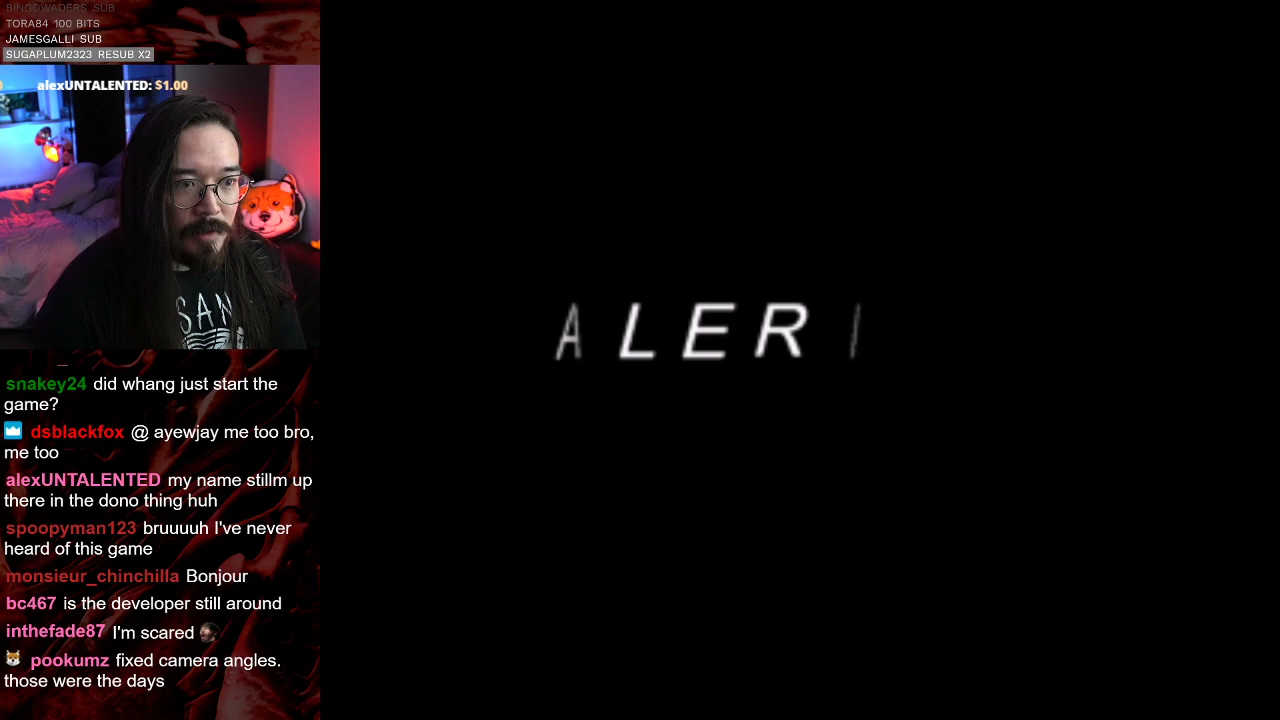 BINGOWADERS SUB
TORA84 100 BITS
JAMESGALLI SUB
SUGAPLUM2323 RESUB X2
alexUNTALENTED: $1.00
SAN
snakey24 did whang just start the
game?
dsblackfox @ ayewjay me too bro,
me too
alexUNTALENTED my name stillm up
there in the dono thing huh
spoopyman123 bruuuuh I've never
heard of this game
monsieur_chinchilla Bonjour
bc467 is the developer still around
inthefade87 I'm scared
pookumz fixed camera angles.
those were the days
A L E R I